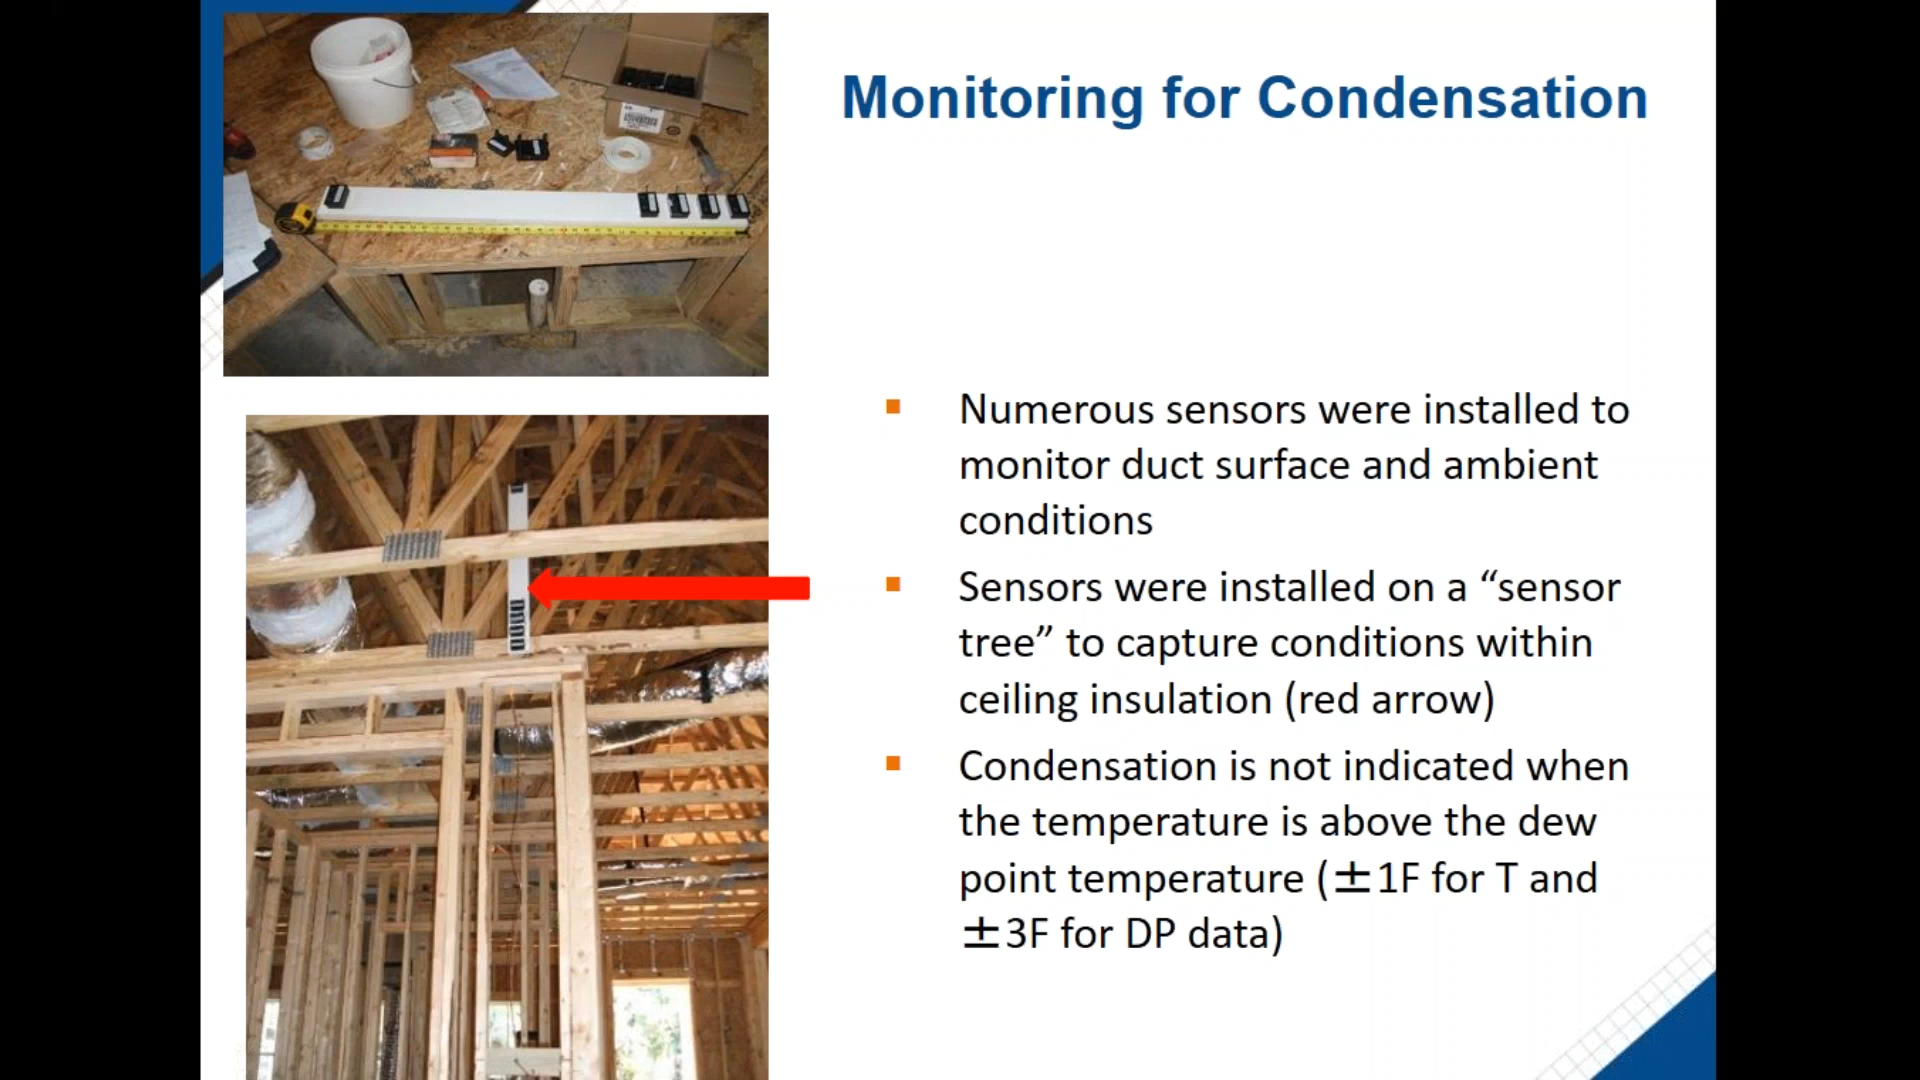 Monitoring for Condensation
▪ Numerous sensors were installed to
monitor duct surface and ambient
conditions
▪ Sensors were installed on a “sensor
tree” to capture conditions within
ceiling insulation (red arrow)
▪ Condensation is not indicated when
the temperature is above the dew
point temperature (±1F for T and
±3F for DP data)